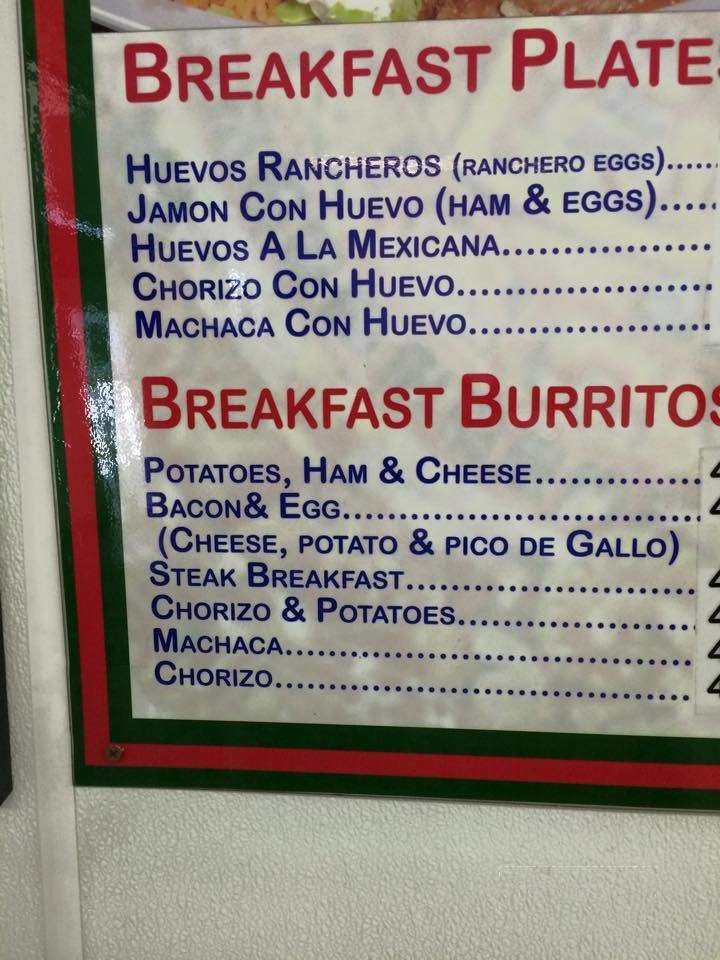 BREAKFAST PLATE
HUEVOS RANCHEROS (RANCHERO EGGS)......
JAMON CON HUEVO (HAM & EGGS).....
HUEVOS A LA MEXICANA....................
CHORIZO CON HUEVO........................
MACHACA CON HUEVO.......................
BREAKFAST BURRITOS
POTATOES, HAM & CHEESE................
BACON& EGG...................................
(CHEESE, POTATO & PICO DE GALLO)
STEAK BREAKFAST............................
CHORIZO & POTATOES.......................
MACHACA........................................
CHORIZO.........................................